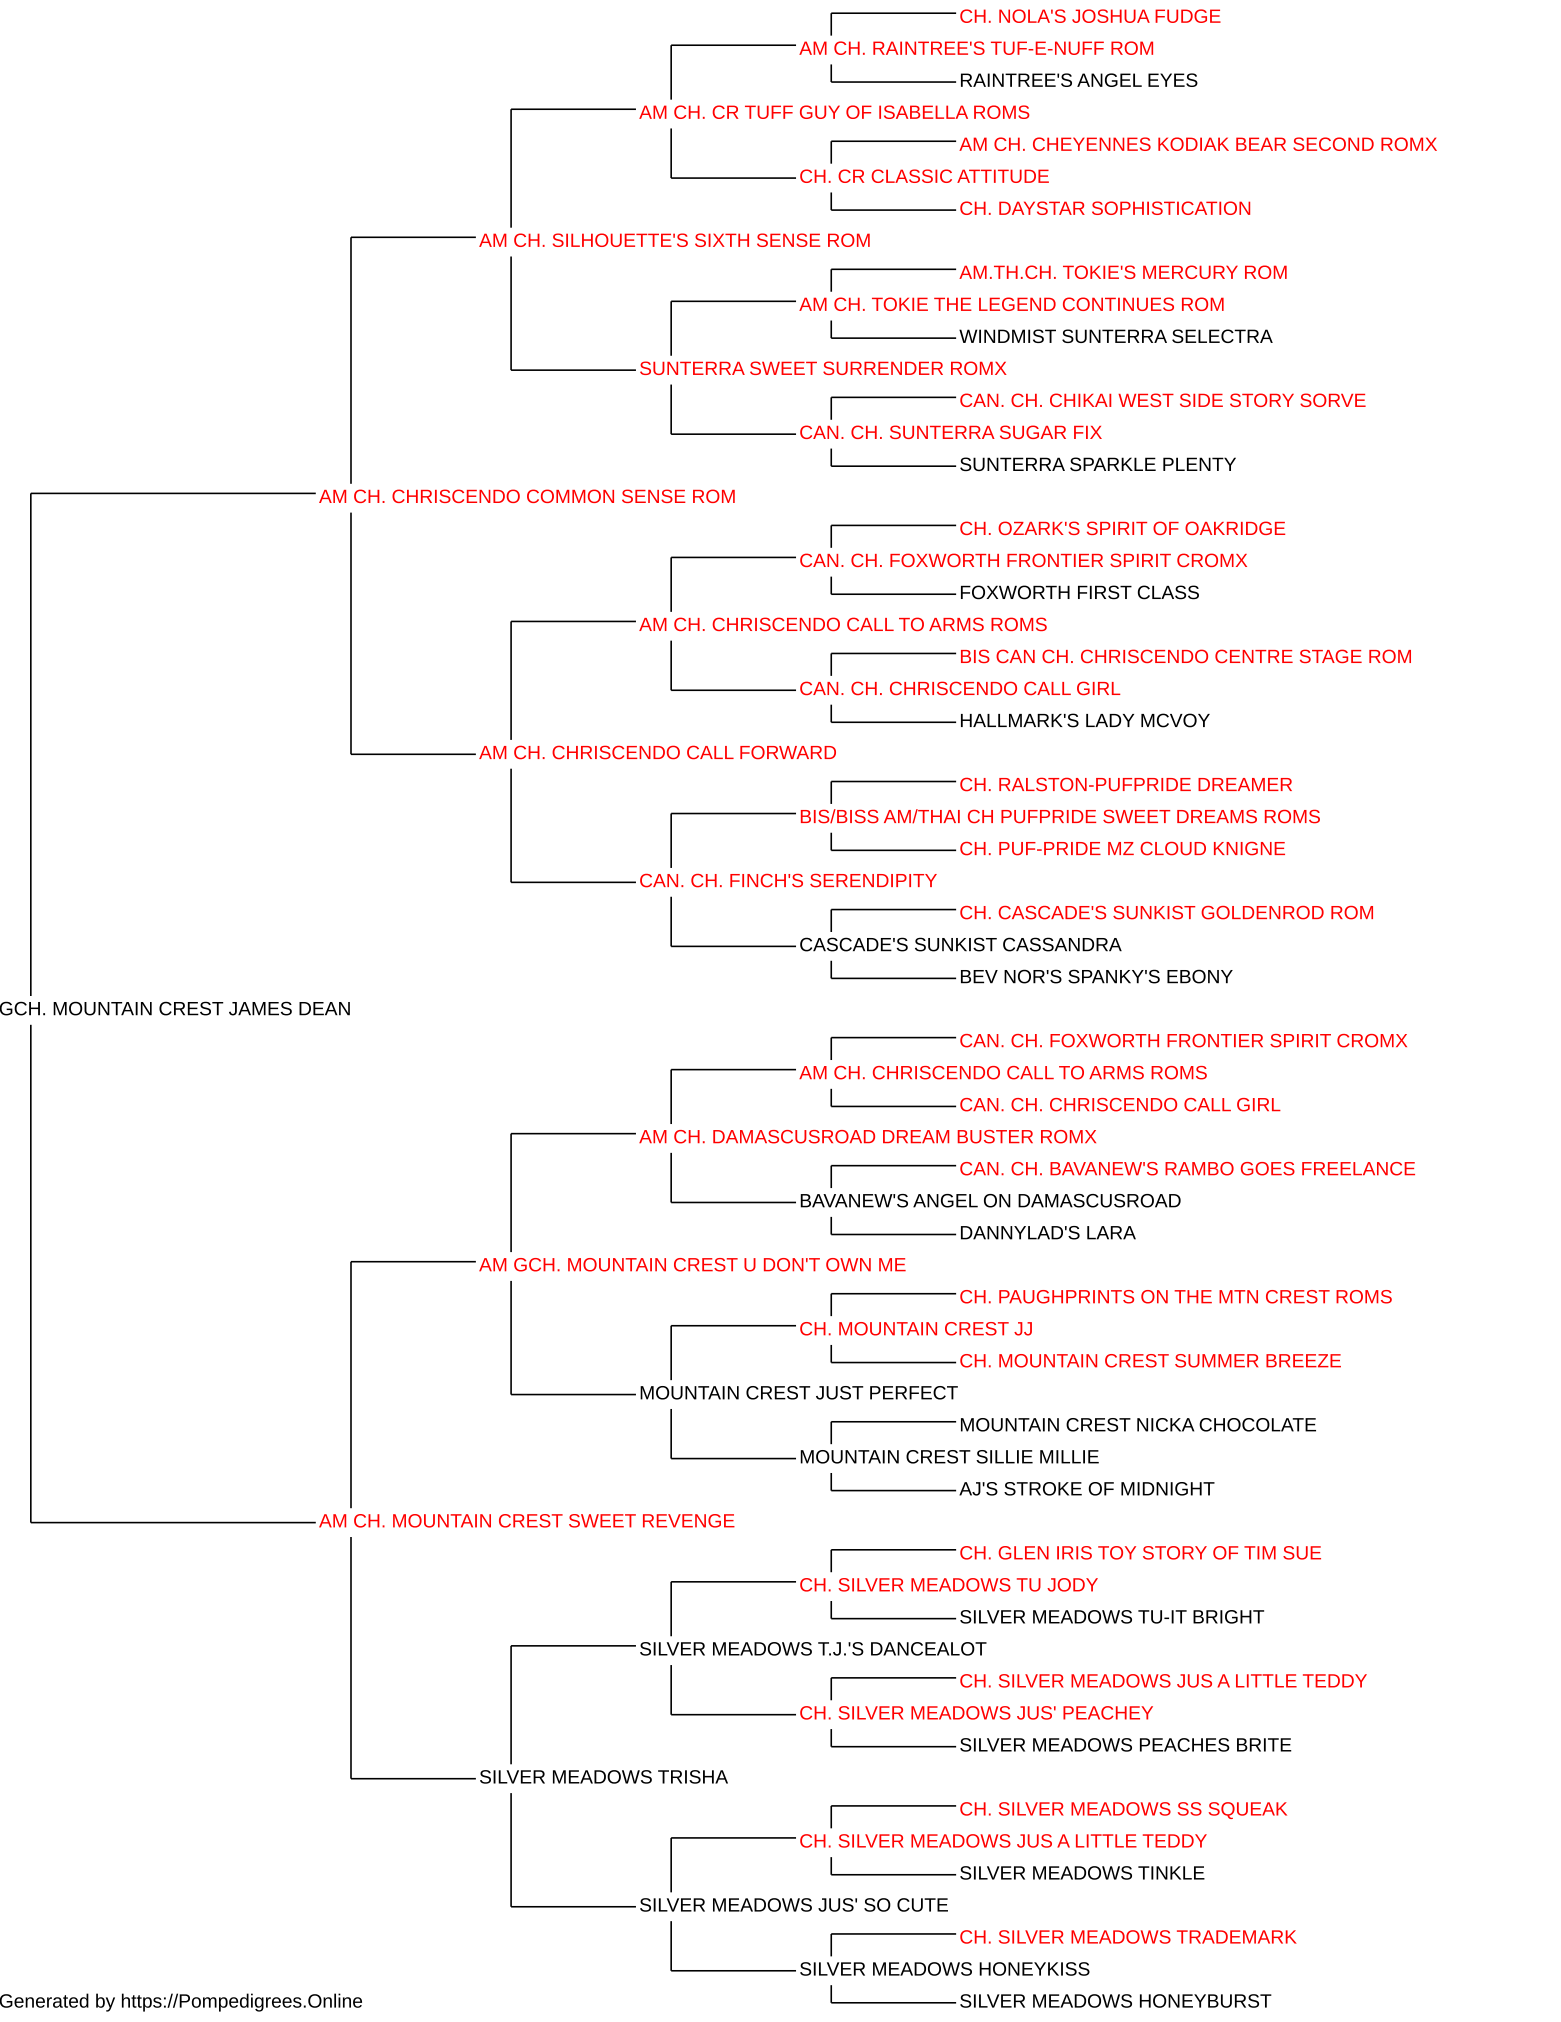 CH. NOLA'S JOSHUA FUDGE
AM CH. RAINTREE'S TUF-E-NUFF ROM
RAINTREE'S ANGEL EYES
AM CH. CR TUFF GUY OF ISABELLA ROMS
AM CH. CHEYENNES KODIAK BEAR SECOND ROMX
CH. CR CLASSIC ATTITUDE
CH. DAYSTAR SOPHISTICATION
AM CH. SILHOUETTE'S SIXTH SENSE ROM
AM.TH.CH. TOKIE'S MERCURY ROM
AM CH. TOKIE THE LEGEND CONTINUES ROM
WINDMIST SUNTERRA SELECTRA
SUNTERRA SWEET SURRENDER ROMX
CAN. CH. CHIKAI WEST SIDE STORY SORVE
CAN. CH. SUNTERRA SUGAR FIX
SUNTERRA SPARKLE PLENTY
AM CH. CHRISCENDO COMMON SENSE ROM
CH. OZARK'S SPIRIT OF OAKRIDGE
CAN. CH. FOXWORTH FRONTIER SPIRIT CROMX
FOXWORTH FIRST CLASS
AM CH. CHRISCENDO CALL TO ARMS ROMS
BIS CAN CH. CHRISCENDO CENTRE STAGE ROM
CAN. CH. CHRISCENDO CALL GIRL
HALLMARK'S LADY MCVOY
AM CH. CHRISCENDO CALL FORWARD
CH. RALSTON-PUFPRIDE DREAMER
BIS/BISS AM/THAI CH PUFPRIDE SWEET DREAMS ROMS
CH. PUF-PRIDE MZ CLOUD KNIGNE
CAN. CH. FINCH'S SERENDIPITY
CH. CASCADE'S SUNKIST GOLDENROD ROM
CASCADE'S SUNKIST CASSANDRA
BEV NOR'S SPANKY'S EBONY
GCH. MOUNTAIN CREST JAMES DEAN
CAN. CH. FOXWORTH FRONTIER SPIRIT CROMX
AM CH. CHRISCENDO CALL TO ARMS ROMS
CAN. CH. CHRISCENDO CALL GIRL
AM CH. DAMASCUSROAD DREAM BUSTER ROMX
CAN. CH. BAVANEW'S RAMBO GOES FREELANCE
BAVANEW'S ANGEL ON DAMASCUSROAD
DANNYLAD'S LARA
AM GCH. MOUNTAIN CREST U DON'T OWN ME
CH. PAUGHPRINTS ON THE MTN CREST ROMS
CH. MOUNTAIN CREST JJ
CH. MOUNTAIN CREST SUMMER BREEZE
MOUNTAIN CREST JUST PERFECT
MOUNTAIN CREST NICKA CHOCOLATE
MOUNTAIN CREST SILLIE MILLIE
AJ'S STROKE OF MIDNIGHT
AM CH. MOUNTAIN CREST SWEET REVENGE
CH. GLEN IRIS TOY STORY OF TIM SUE
CH. SILVER MEADOWS TU JODY
SILVER MEADOWS TU-IT BRIGHT
SILVER MEADOWS T.J.'S DANCEALOT
CH. SILVER MEADOWS JUS A LITTLE TEDDY
CH. SILVER MEADOWS JUS' PEACHEY
SILVER MEADOWS PEACHES BRITE
SILVER MEADOWS TRISHA
CH. SILVER MEADOWS SS SQUEAK
CH. SILVER MEADOWS JUS A LITTLE TEDDY
SILVER MEADOWS TINKLE
SILVER MEADOWS JUS' SO CUTE
CH. SILVER MEADOWS TRADEMARK
SILVER MEADOWS HONEYKISS
SILVER MEADOWS HONEYBURST
Generated by https://Pompedigrees.Online